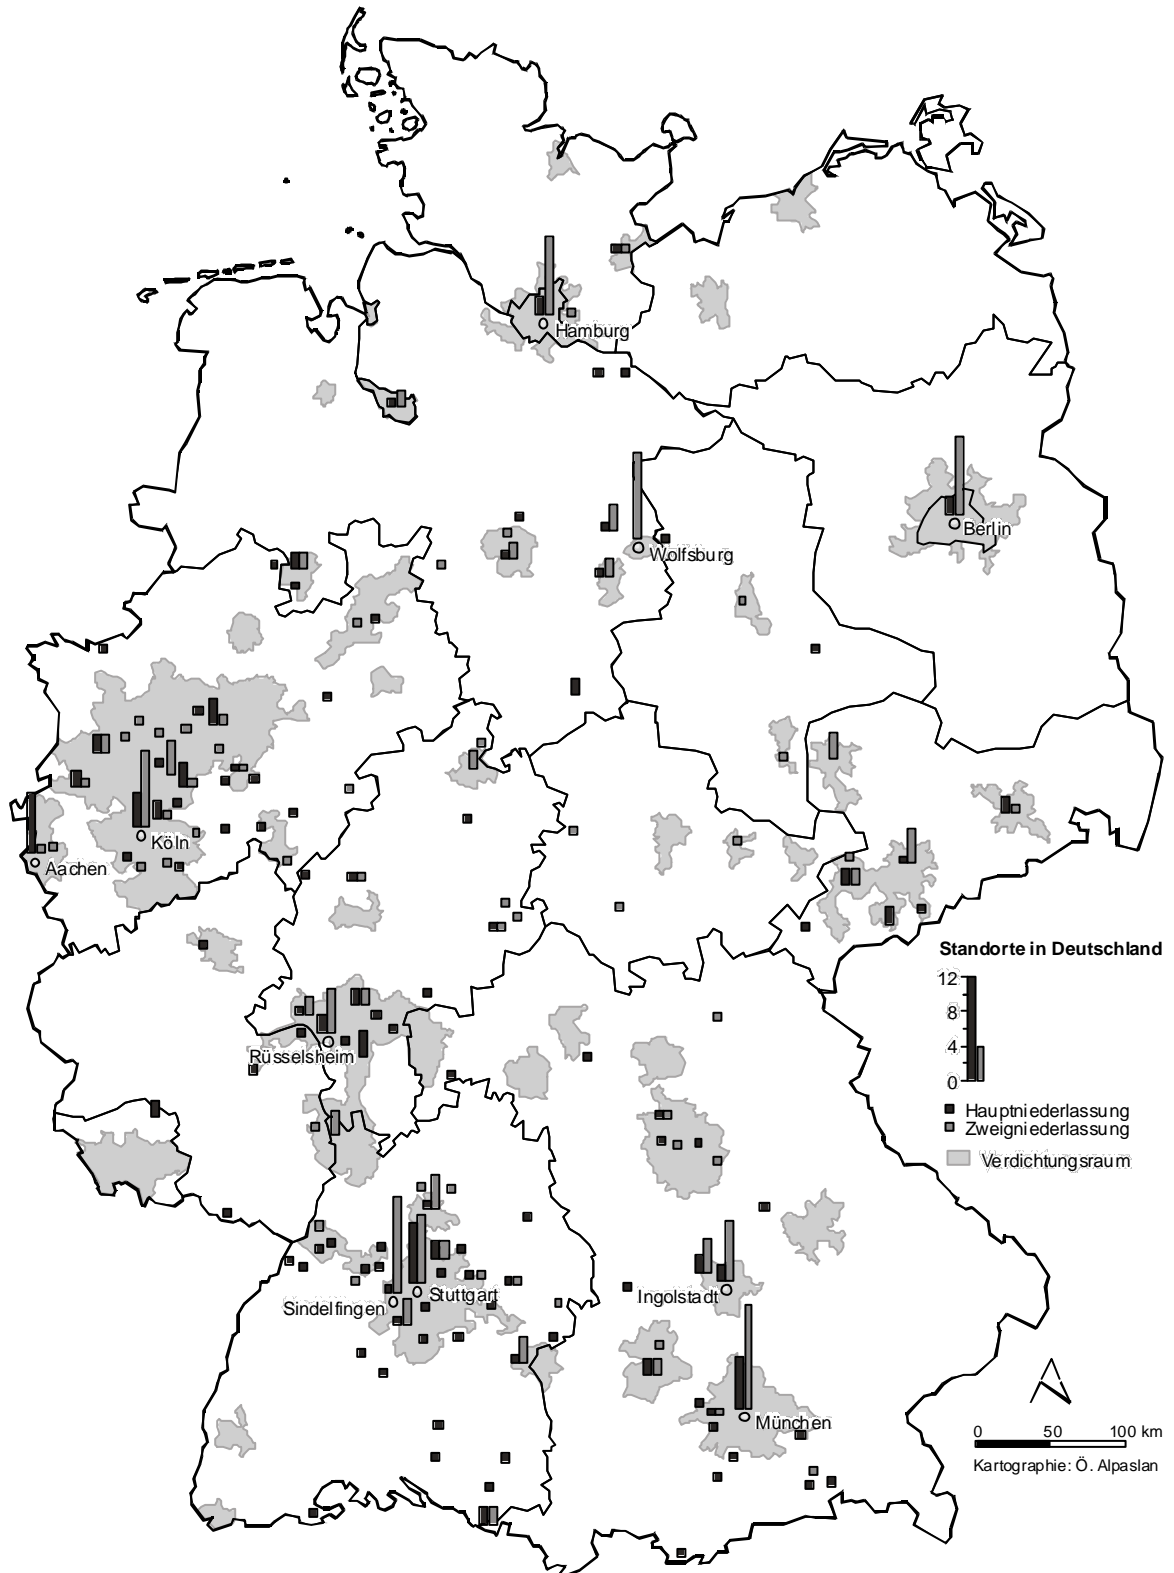 Hamburg
Berlin
Wolfsburg
Köln
Aachen
Standorte in Deutschland
12
8
4
0
Hauptniederlassung
Zweigniederlassung
Verdichtungsraum
Rüsselsheim
Stuttgart
Sindelfingen
Ingolstadt
München
0 50 100 km
Kartographie: Ö. Alpaslan